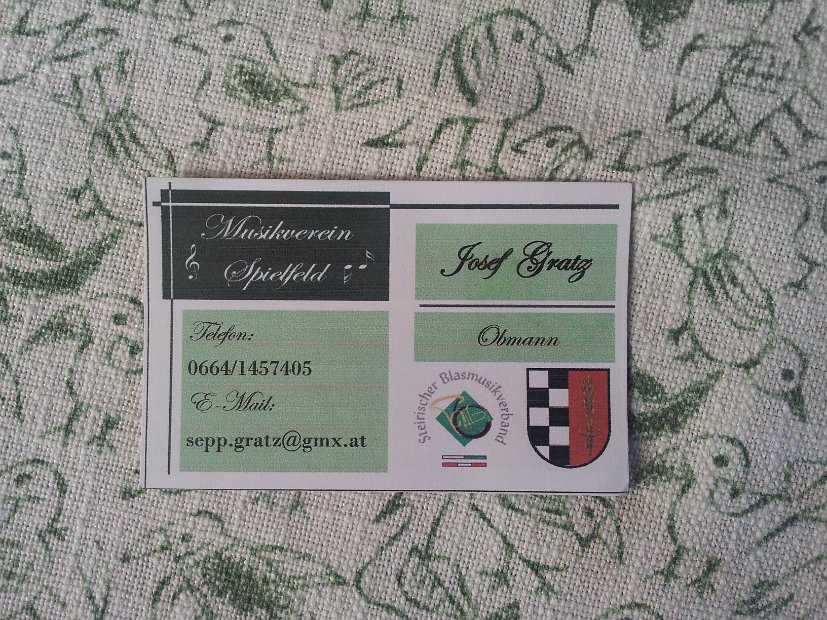 Musikverein
Spielfeld
Josef Gratz
Obmann
Telefon:
0664/1457405
E-Mail:
sepp.gratz@gmx.at
Steirischer Blasmusikverband